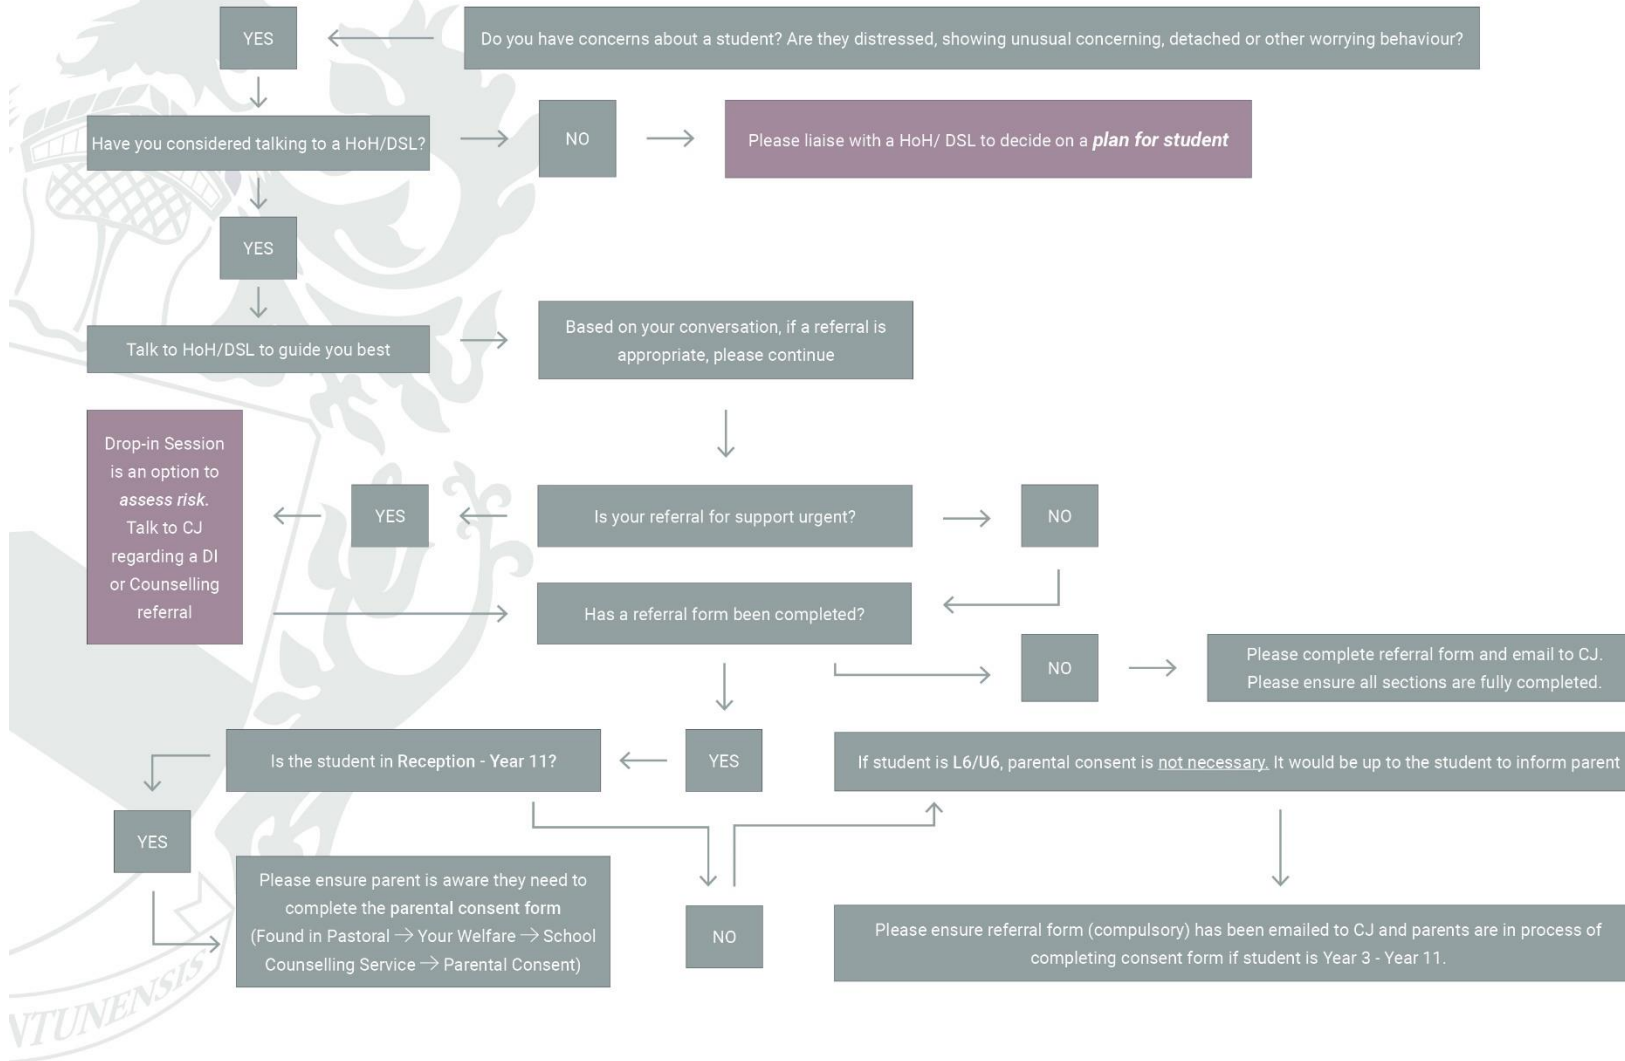 YES
Do you have concerns about a student? Are they distressed, showing unusual concerning, detached or other worrying behaviour?
Have you considered talking to a HoH/DSL?
NO
Please liaise with a HoH/ DSL to decide on a plan for student
YES
Talk to HoH/DSL to guide you best
Based on your conversation, if a referral is
appropriate, please continue
Drop-in Session
is an option to
assess risk.
Talk to CJ
regarding a DI
or Counselling
referral
YES
Is your referral for support urgent?
NO
Has a referral form been completed?
NO
Please complete referral form and email to CJ.
Please ensure all sections are fully completed.
Is the student in Reception - Year 11?
YES
If student is L6/U6, parental consent is not necessary. It would be up to the student to inform parent
YES
Please ensure parent is aware they need to
complete the parental consent form
(Found in Pastoral → Your Welfare → School
Counselling Service → Parental Consent)
NO
Please ensure referral form (compulsory) has been emailed to CJ and parents are in process of
completing consent form if student is Year 3 - Year 11.
NTUNENSIS